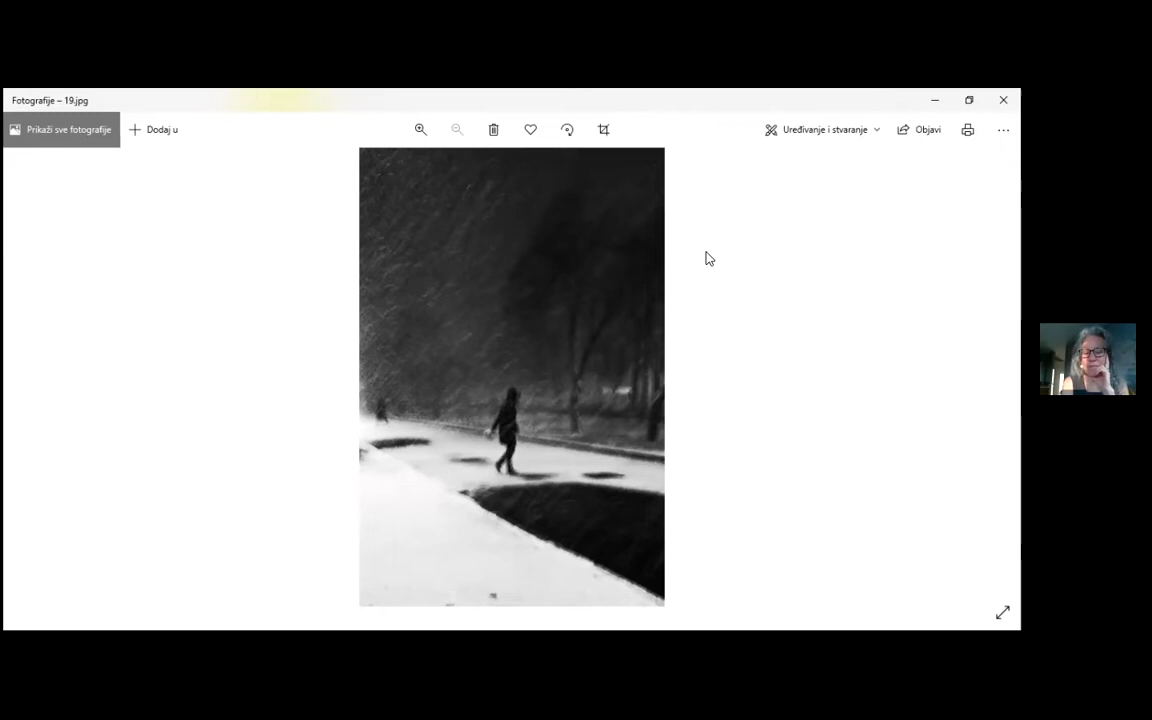 Fotografije – 19.jpg
Prikaži sve fotografije
Dodaj u
Uređivanje i stvaranje
Objavi